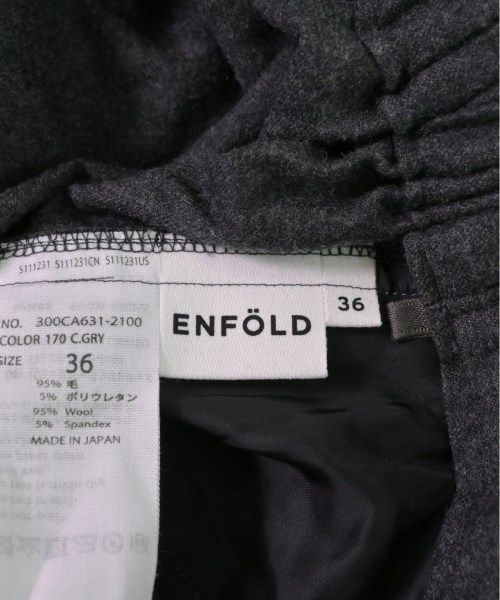 S111231 S111231CN S111231US
NO. 300CA631-2100
COLOR 170 C.GRY
SIZE 36
95% 毛
5% ポリウレタン
95% Wool
5% Spandex
MADE IN JAPAN
ENFÖLD
36